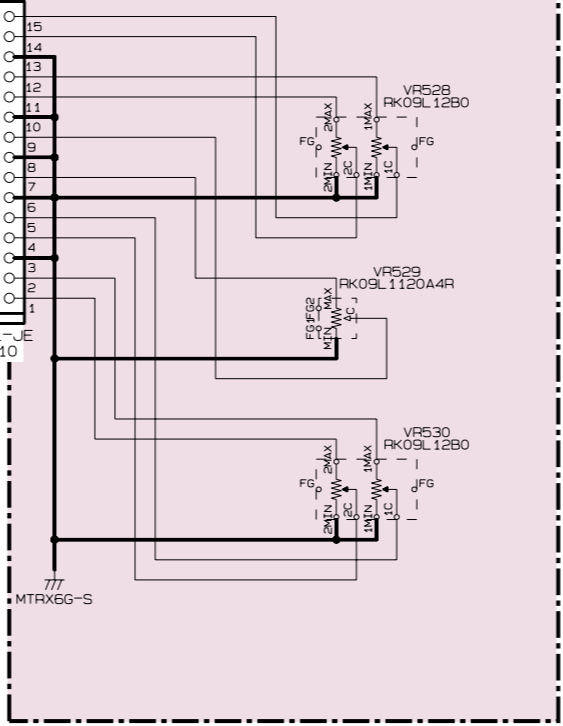 15
14
13
12
11
10
9
8
7
6
5
4
3
2
1
-JE
10
VR528
RK09L12B0
2MAX
1MAX
FG
FG
2MIN
2C
1MIN
1C
VR529
RK09L1120A4R
FG1
FG2
MAX
MIN
C
VR530
RK09L12B0
2MAX
1MAX
FG
FG
2MIN
2C
1MIN
1C
MTRX6G-S